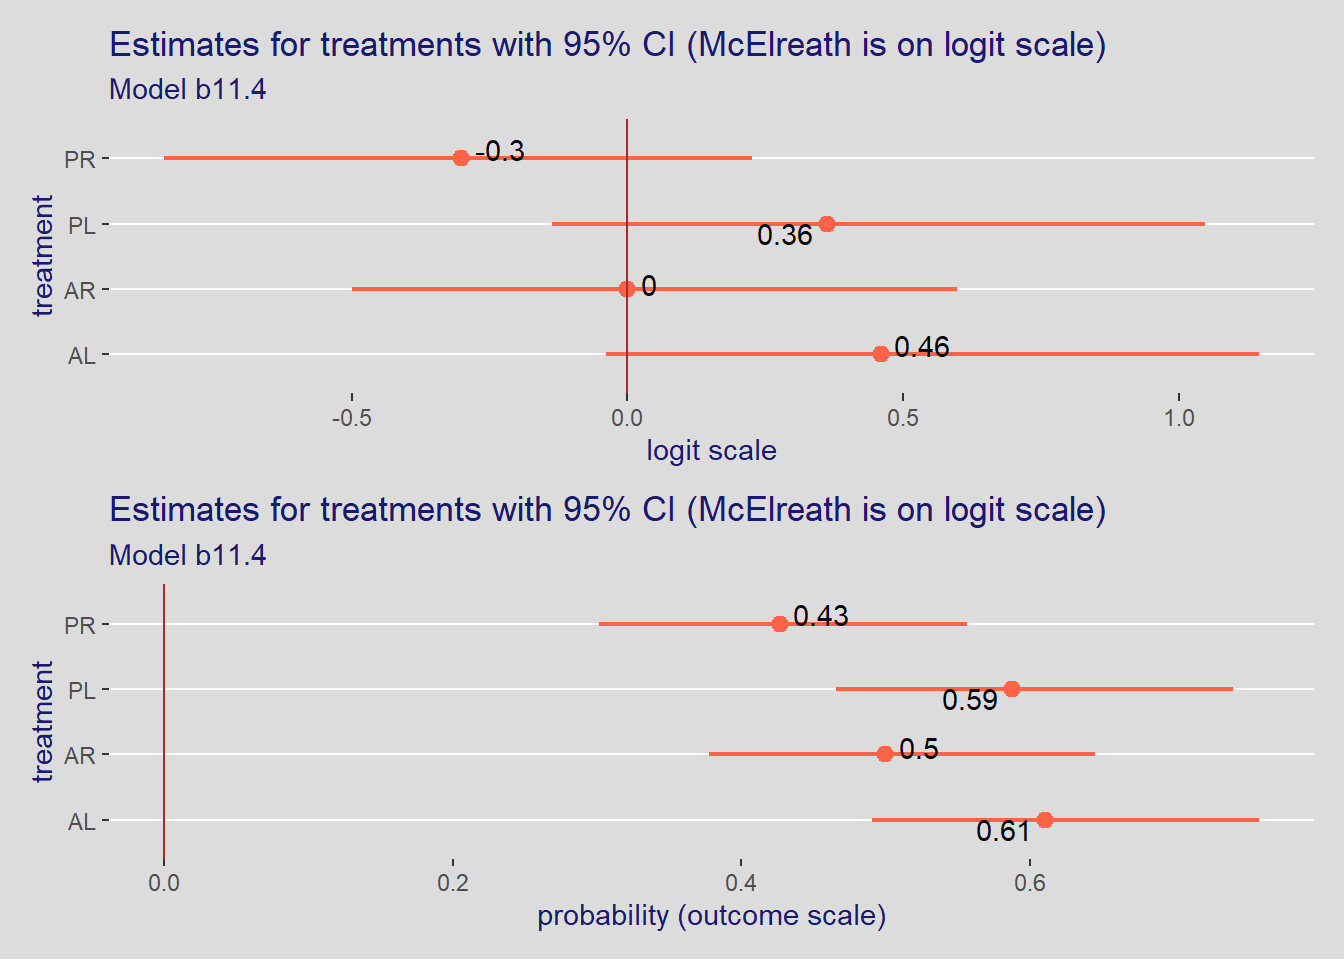 Estimates for treatments with 95% CI (McElreath is on logit scale)
Model b11.4
treatment
PR
-0.3
PL
0.36
AR
0
AL
0.46
-0.5 0.0 0.5 1.0
logit scale
Estimates for treatments with 95% CI (McElreath is on logit scale)
Model b11.4
treatment
PR
0.43
PL
0.59
AR
0.5
AL
0.61
0.0 0.2 0.4 0.6
probability (outcome scale)